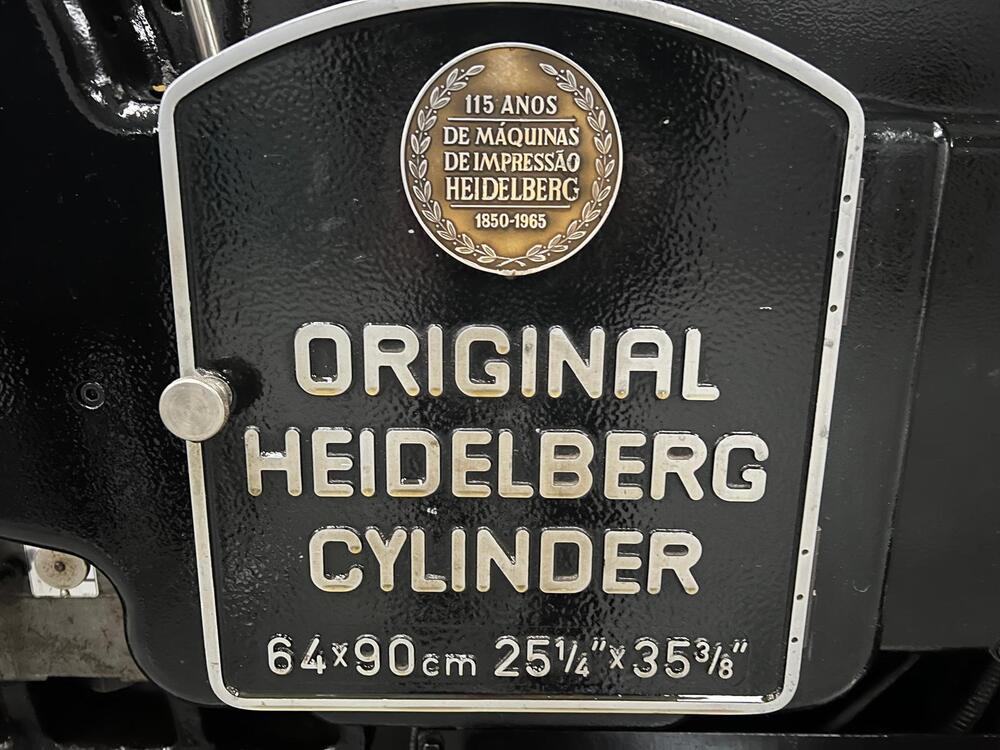 115 ANOS
DE MÁQUINAS
DE IMPRESSÃO
HEIDELBERG
1850-1965
ORIGINAL
HEIDELBERG
CYLINDER
64x90cm 25¼"x35⅜"